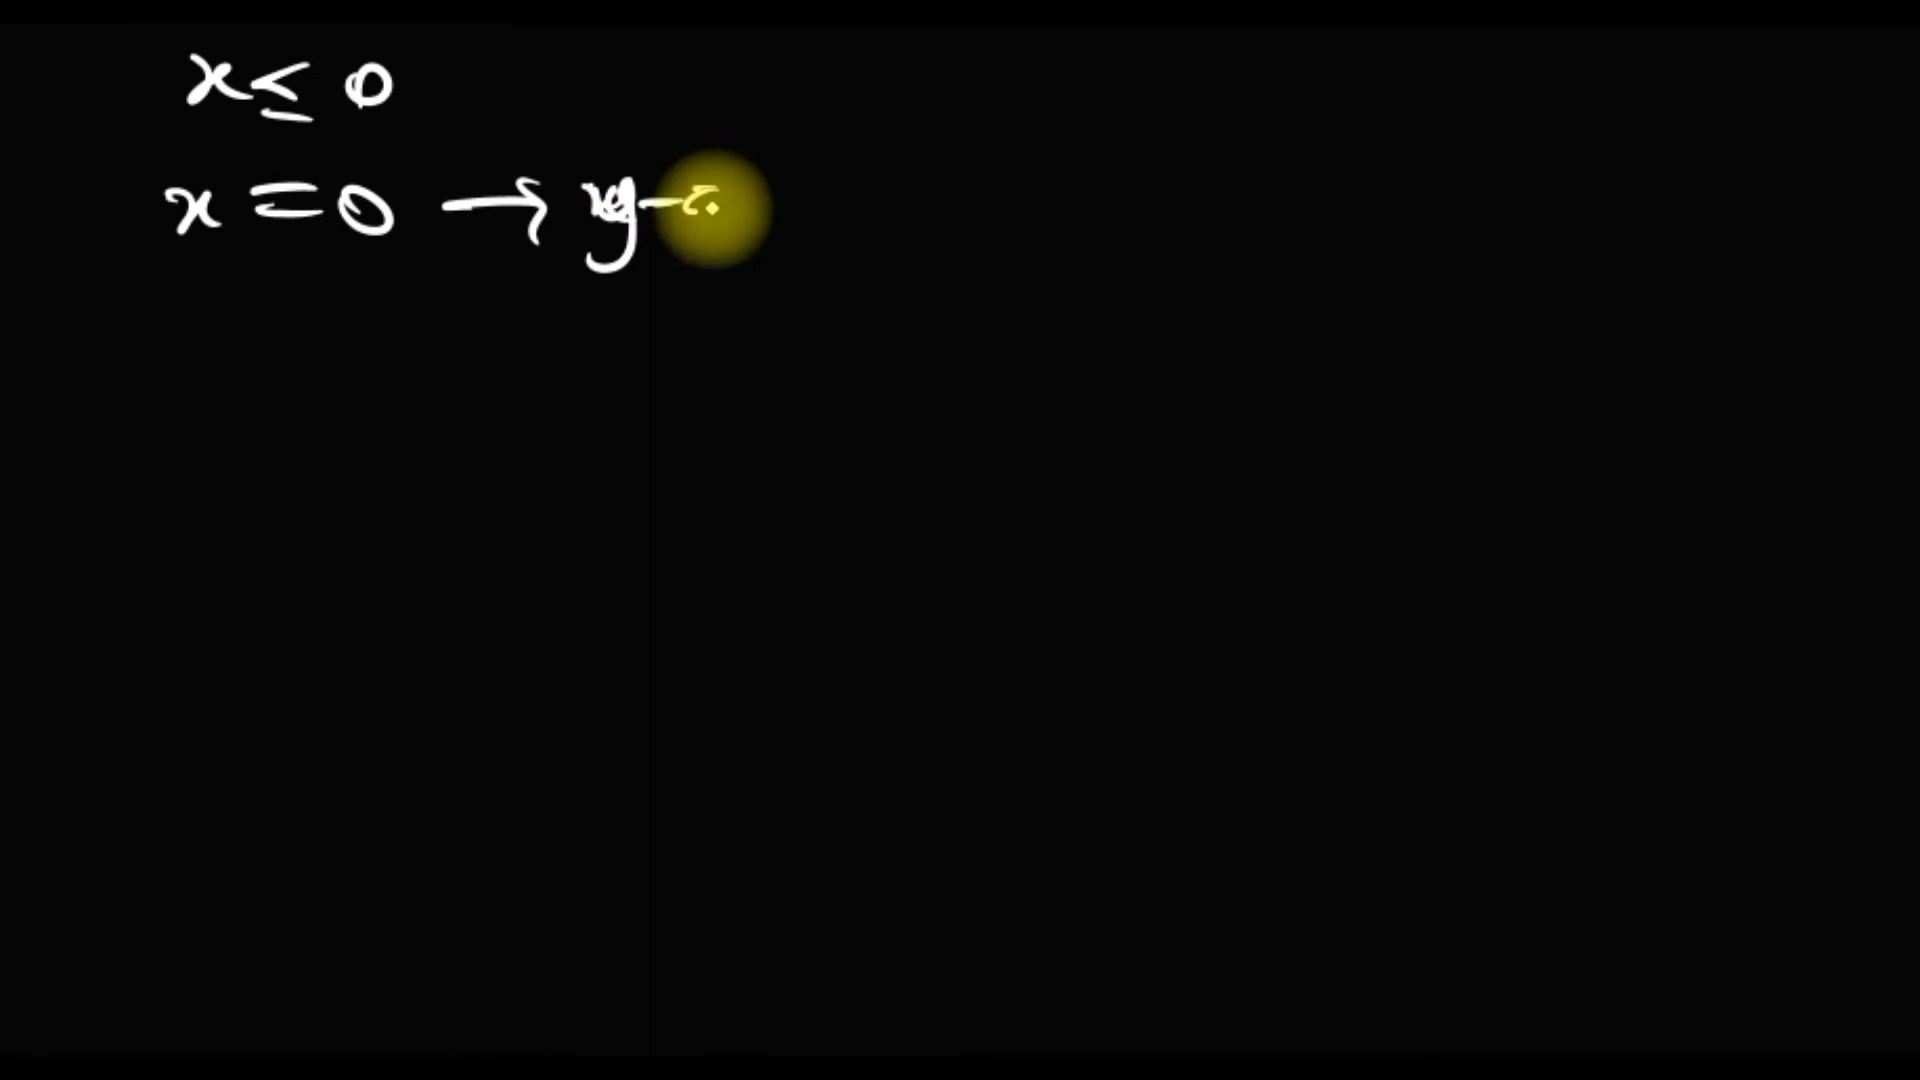 x ≤ 0
x = 0 → y -